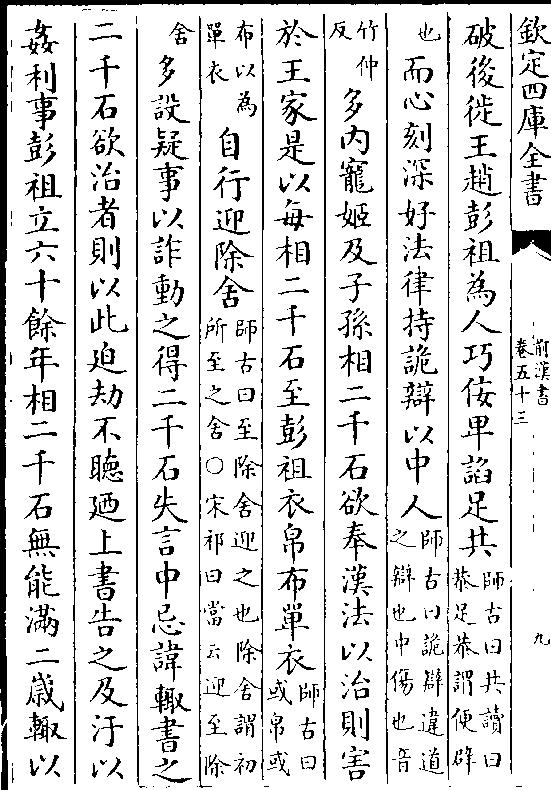 欽定四庫全書
前漢書
卷五十三
九
破後徙王趙彭祖為人巧佞卑諂足共師古曰共讀曰恭足恭謂便辟
也而心刻深好法律持詭辯以中人師古曰詭辯違道之辯也中傷也音
竹仲反多內寵姬及子孫相二千石欲奉漢法以治則害
於王家是以每相二千石至彭祖衣帛布單衣師古曰或帛或
布以為單衣自行迎除舍師古曰至除舍迎之也除舍謂初所至之舍○宋祁曰當云迎至除
舍多設疑事以詐動之得二千石失言中忌諱輙書之
二千石欲治者則以此迫劫不聽廼上書告之及汙以
姦利事彭祖立六十餘年相二千石無能滿二歲輙以